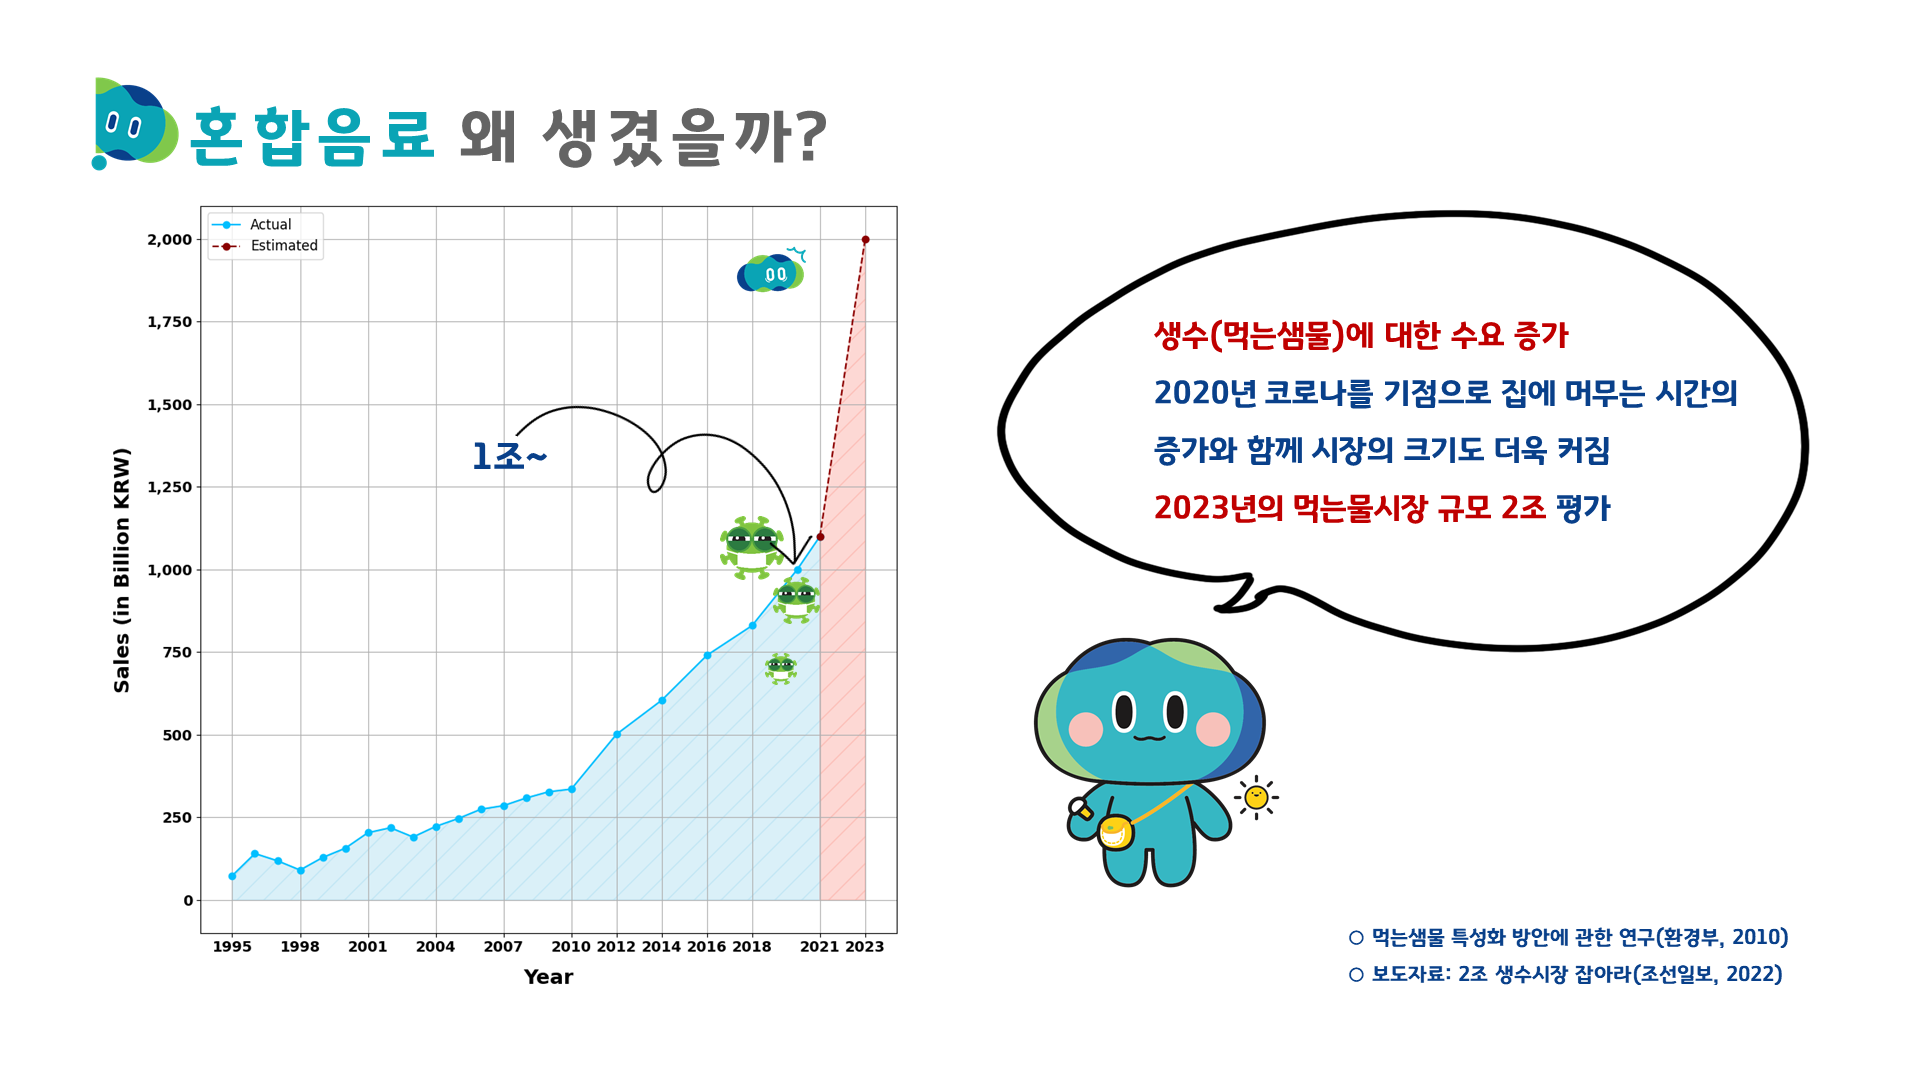 혼합음료 왜 생겼을까?
Actual
Estimated
2,000
1,750
1,500
1,250
1,000
750
500
250
0
Sales (in Billion KRW)
1조~
1995 1998 2001 2004 2007 2010 2012 2014 2016 2018 2021 2023
Year
생수(먹는샘물)에 대한 수요 증가
2020년 코로나를 기점으로 집에 머무는 시간의
증가와 함께 시장의 크기도 더욱 커짐
2023년의 먹는물시장 규모 2조 평가
○ 먹는샘물 특성화 방안에 관한 연구(환경부, 2010)
○ 보도자료: 2조 생수시장 잡아라(조선일보, 2022)